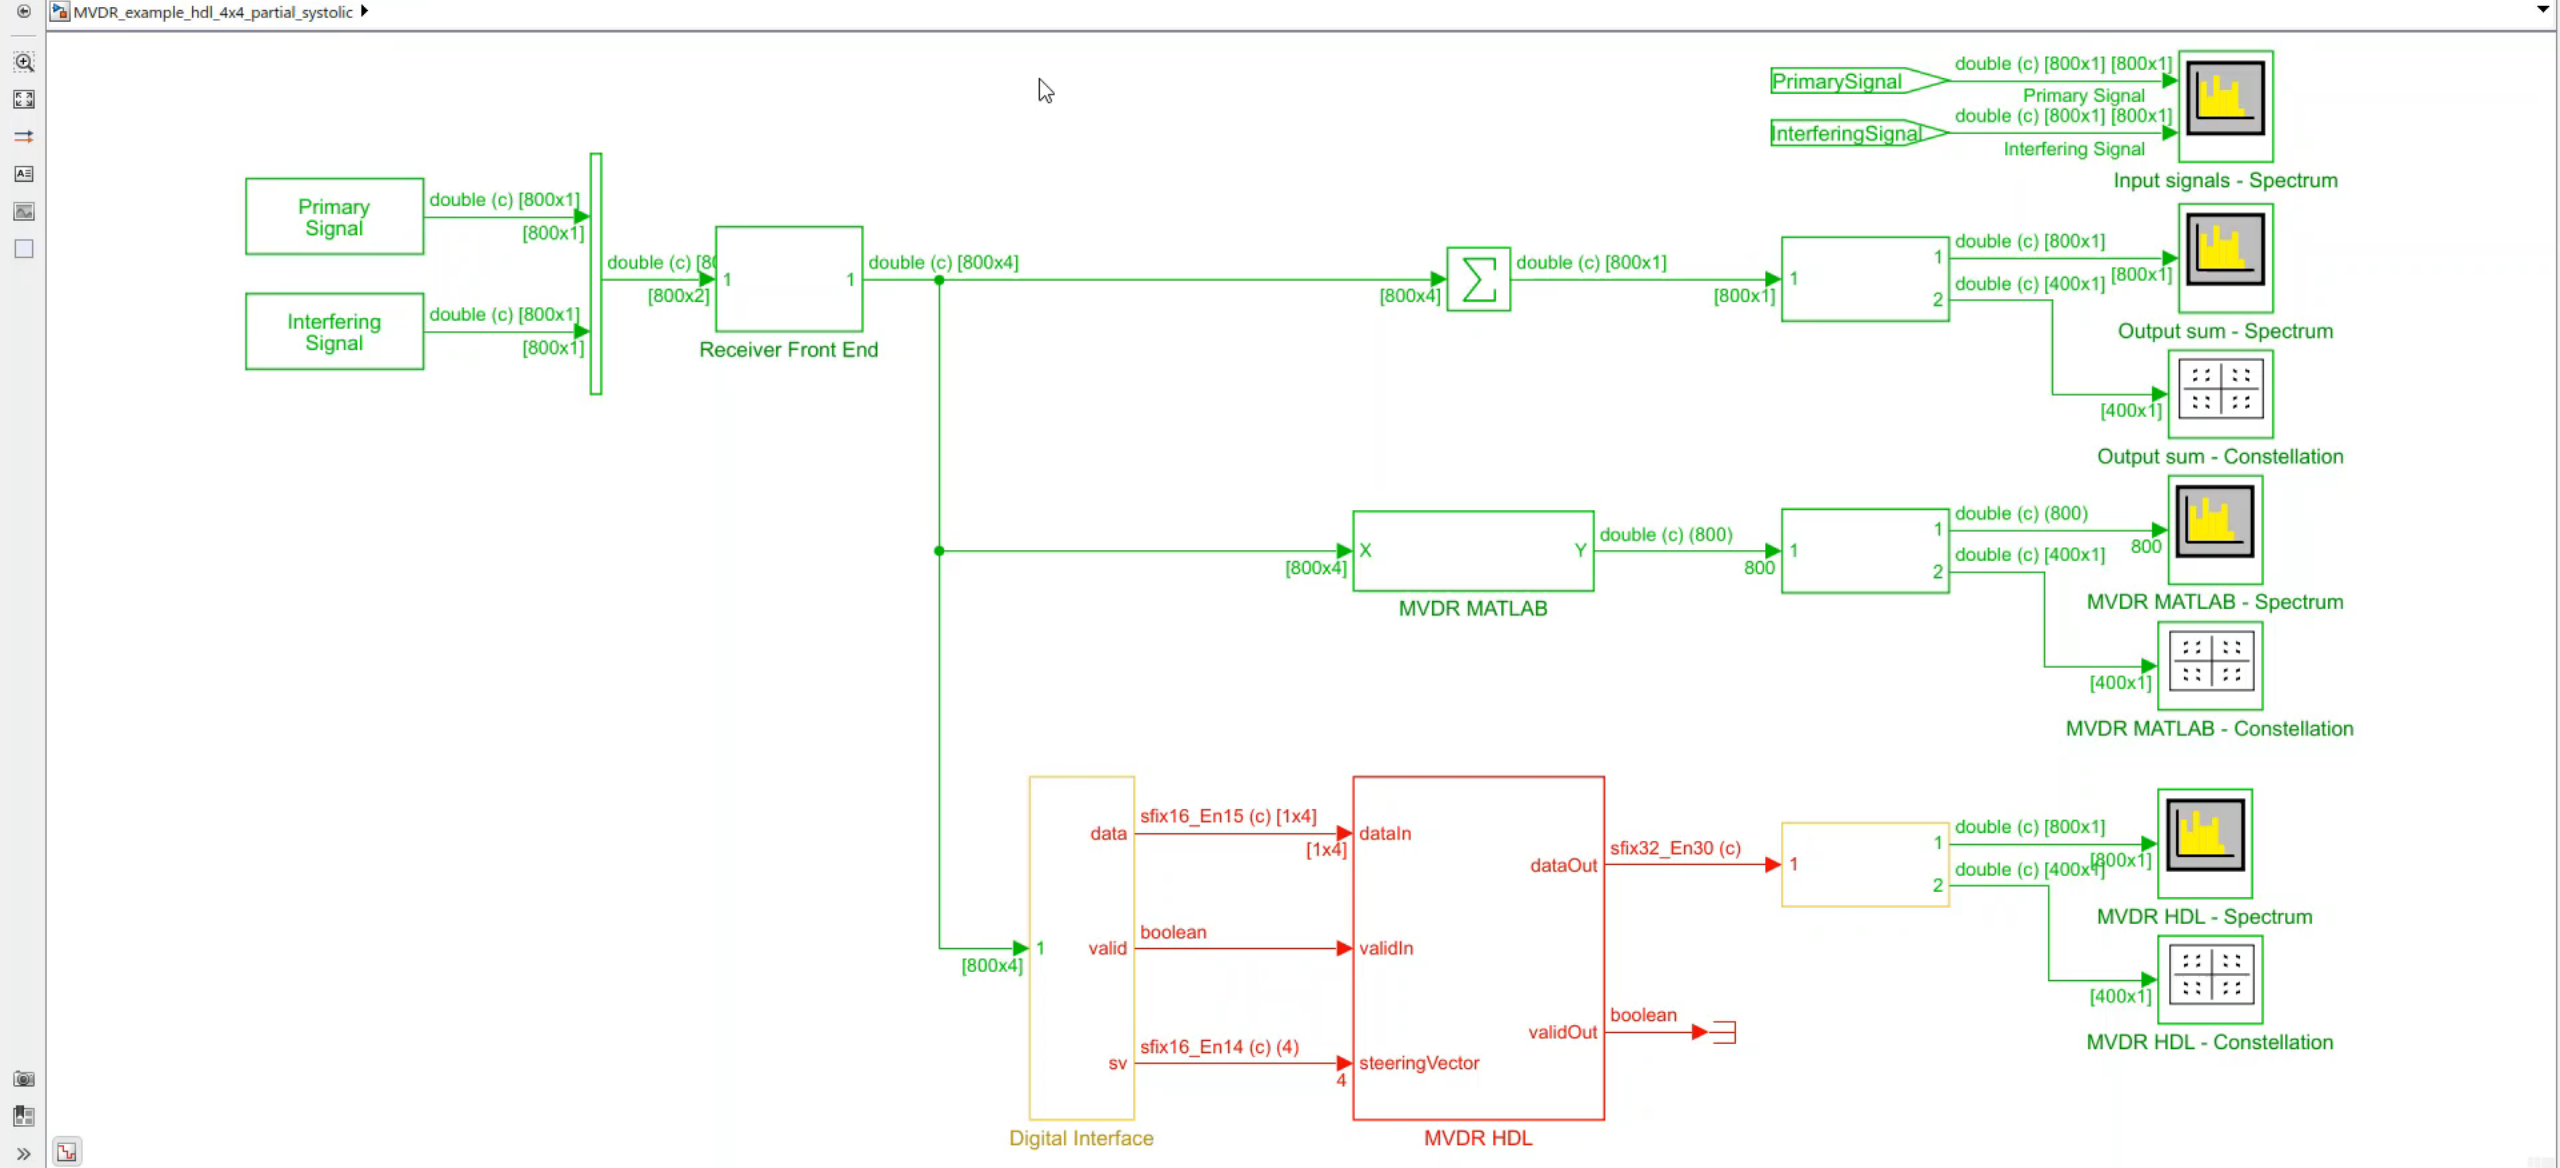 MVDR_example_hdl_4x4_partial_systolic
PrimarySignal
double (c) [800x1] [800x1]
Primary Signal
InterferingSignal
double (c) [800x1] [800x1]
Interfering Signal
Input signals - Spectrum
Primary
Signal
double (c) [800x1]
[800x1]
Interfering
Signal
double (c) [800x1]
[800x1]
double (c) [80
[800x2]
1
1
Receiver Front End
double (c) [800x4]
[800x4]
double (c) [800x1]
[800x1]
1
1
2
double (c) [800x1]
[800x1]
double (c) [400x1]
Output sum - Spectrum
[400x1]
Output sum - Constellation
[800x4]
X
Y
MVDR MATLAB
double (c) (800)
800
1
1
2
double (c) (800)
800
double (c) [400x1]
MVDR MATLAB - Spectrum
[400x1]
MVDR MATLAB - Constellation
[800x4]
1
data
valid
sv
Digital Interface
sfix16_En15 (c) [1x4]
[1x4]
boolean
sfix16_En14 (c) (4)
4
dataIn
validIn
steeringVector
dataOut
validOut
MVDR HDL
sfix32_En30 (c)
boolean
1
1
2
double (c) [800x1]
[800x1]
double (c) [400x1]
MVDR HDL - Spectrum
[400x1]
MVDR HDL - Constellation